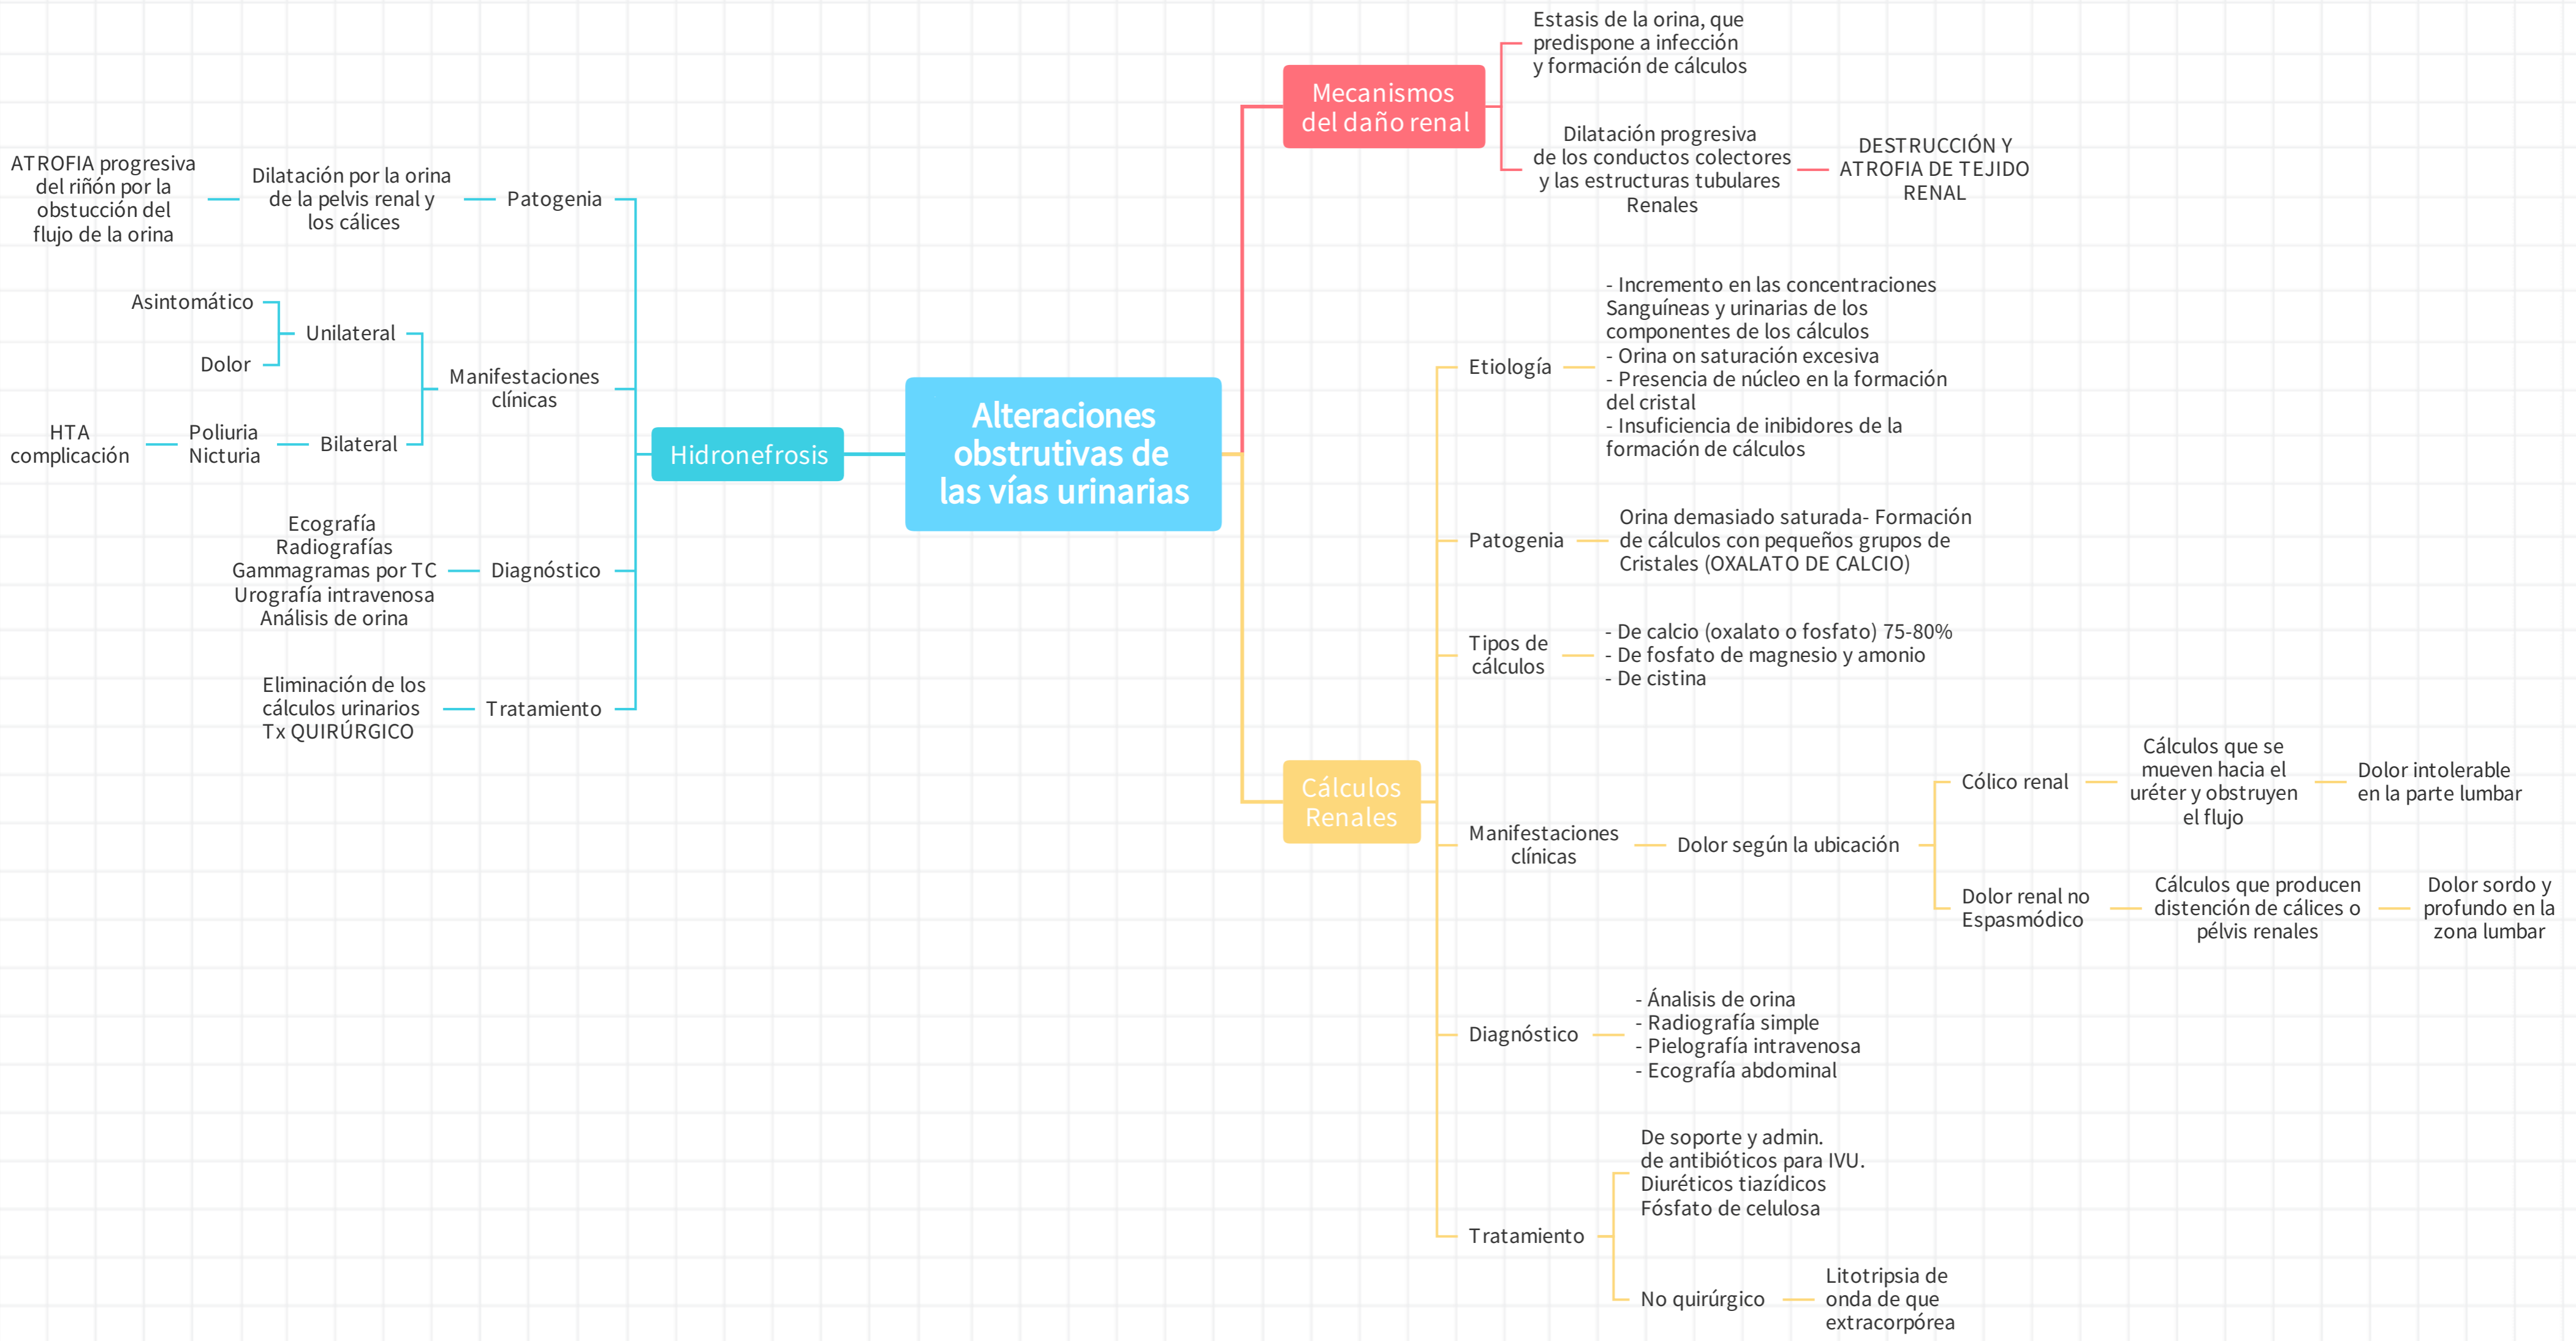 Alteraciones
obstrutivas de
las vías urinarias
Mecanismos
del daño renal
Estasis de la orina, que
predispone a infección
y formación de cálculos
Dilatación progresiva
de los conductos colectores
y las estructuras tubulares
Renales
DESTRUCCIÓN Y
ATROFIA DE TEJIDO
RENAL
Cálculos
Renales
Etiología
- Incremento en las concentraciones
Sanguíneas y urinarias de los
componentes de los cálculos
- Orina on saturación excesiva
- Presencia de núcleo en la formación
del cristal
- Insuficiencia de inibidores de la
formación de cálculos
Patogenia
Orina demasiado saturada- Formación
de cálculos con pequeños grupos de
Cristales (OXALATO DE CALCIO)
Tipos de
cálculos
- De calcio (oxalato o fosfato) 75-80%
- De fosfato de magnesio y amonio
- De cistina
Manifestaciones
clínicas
Dolor según la ubicación
Cólico renal
Cálculos que se
mueven hacia el
uréter y obstruyen
el flujo
Dolor intolerable
en la parte lumbar
Dolor renal no
Espasmódico
Cálculos que producen
distención de cálices o
pélvis renales
Dolor sordo y
profundo en la
zona lumbar
Diagnóstico
- Ánalisis de orina
- Radiografía simple
- Pielografía intravenosa
- Ecografía abdominal
Tratamiento
De soporte y admin.
de antibióticos para IVU.
Diuréticos tiazídicos
Fósfato de celulosa
No quirúrgico
Litotripsia de
onda de que
extracorpórea
Hidronefrosis
Patogenia
Dilatación por la orina
de la pelvis renal y
los cálices
ATROFIA progresiva
del riñón por la
obstucción del
flujo de la orina
Manifestaciones
clínicas
Unilateral
Asintomático
Dolor
Bilateral
Poliuria
Nicturia
HTA
complicación
Diagnóstico
Ecografía
Radiografías
Gammagramas por TC
Urografía intravenosa
Análisis de orina
Tratamiento
Eliminación de los
cálculos urinarios
Tx QUIRÚRGICO